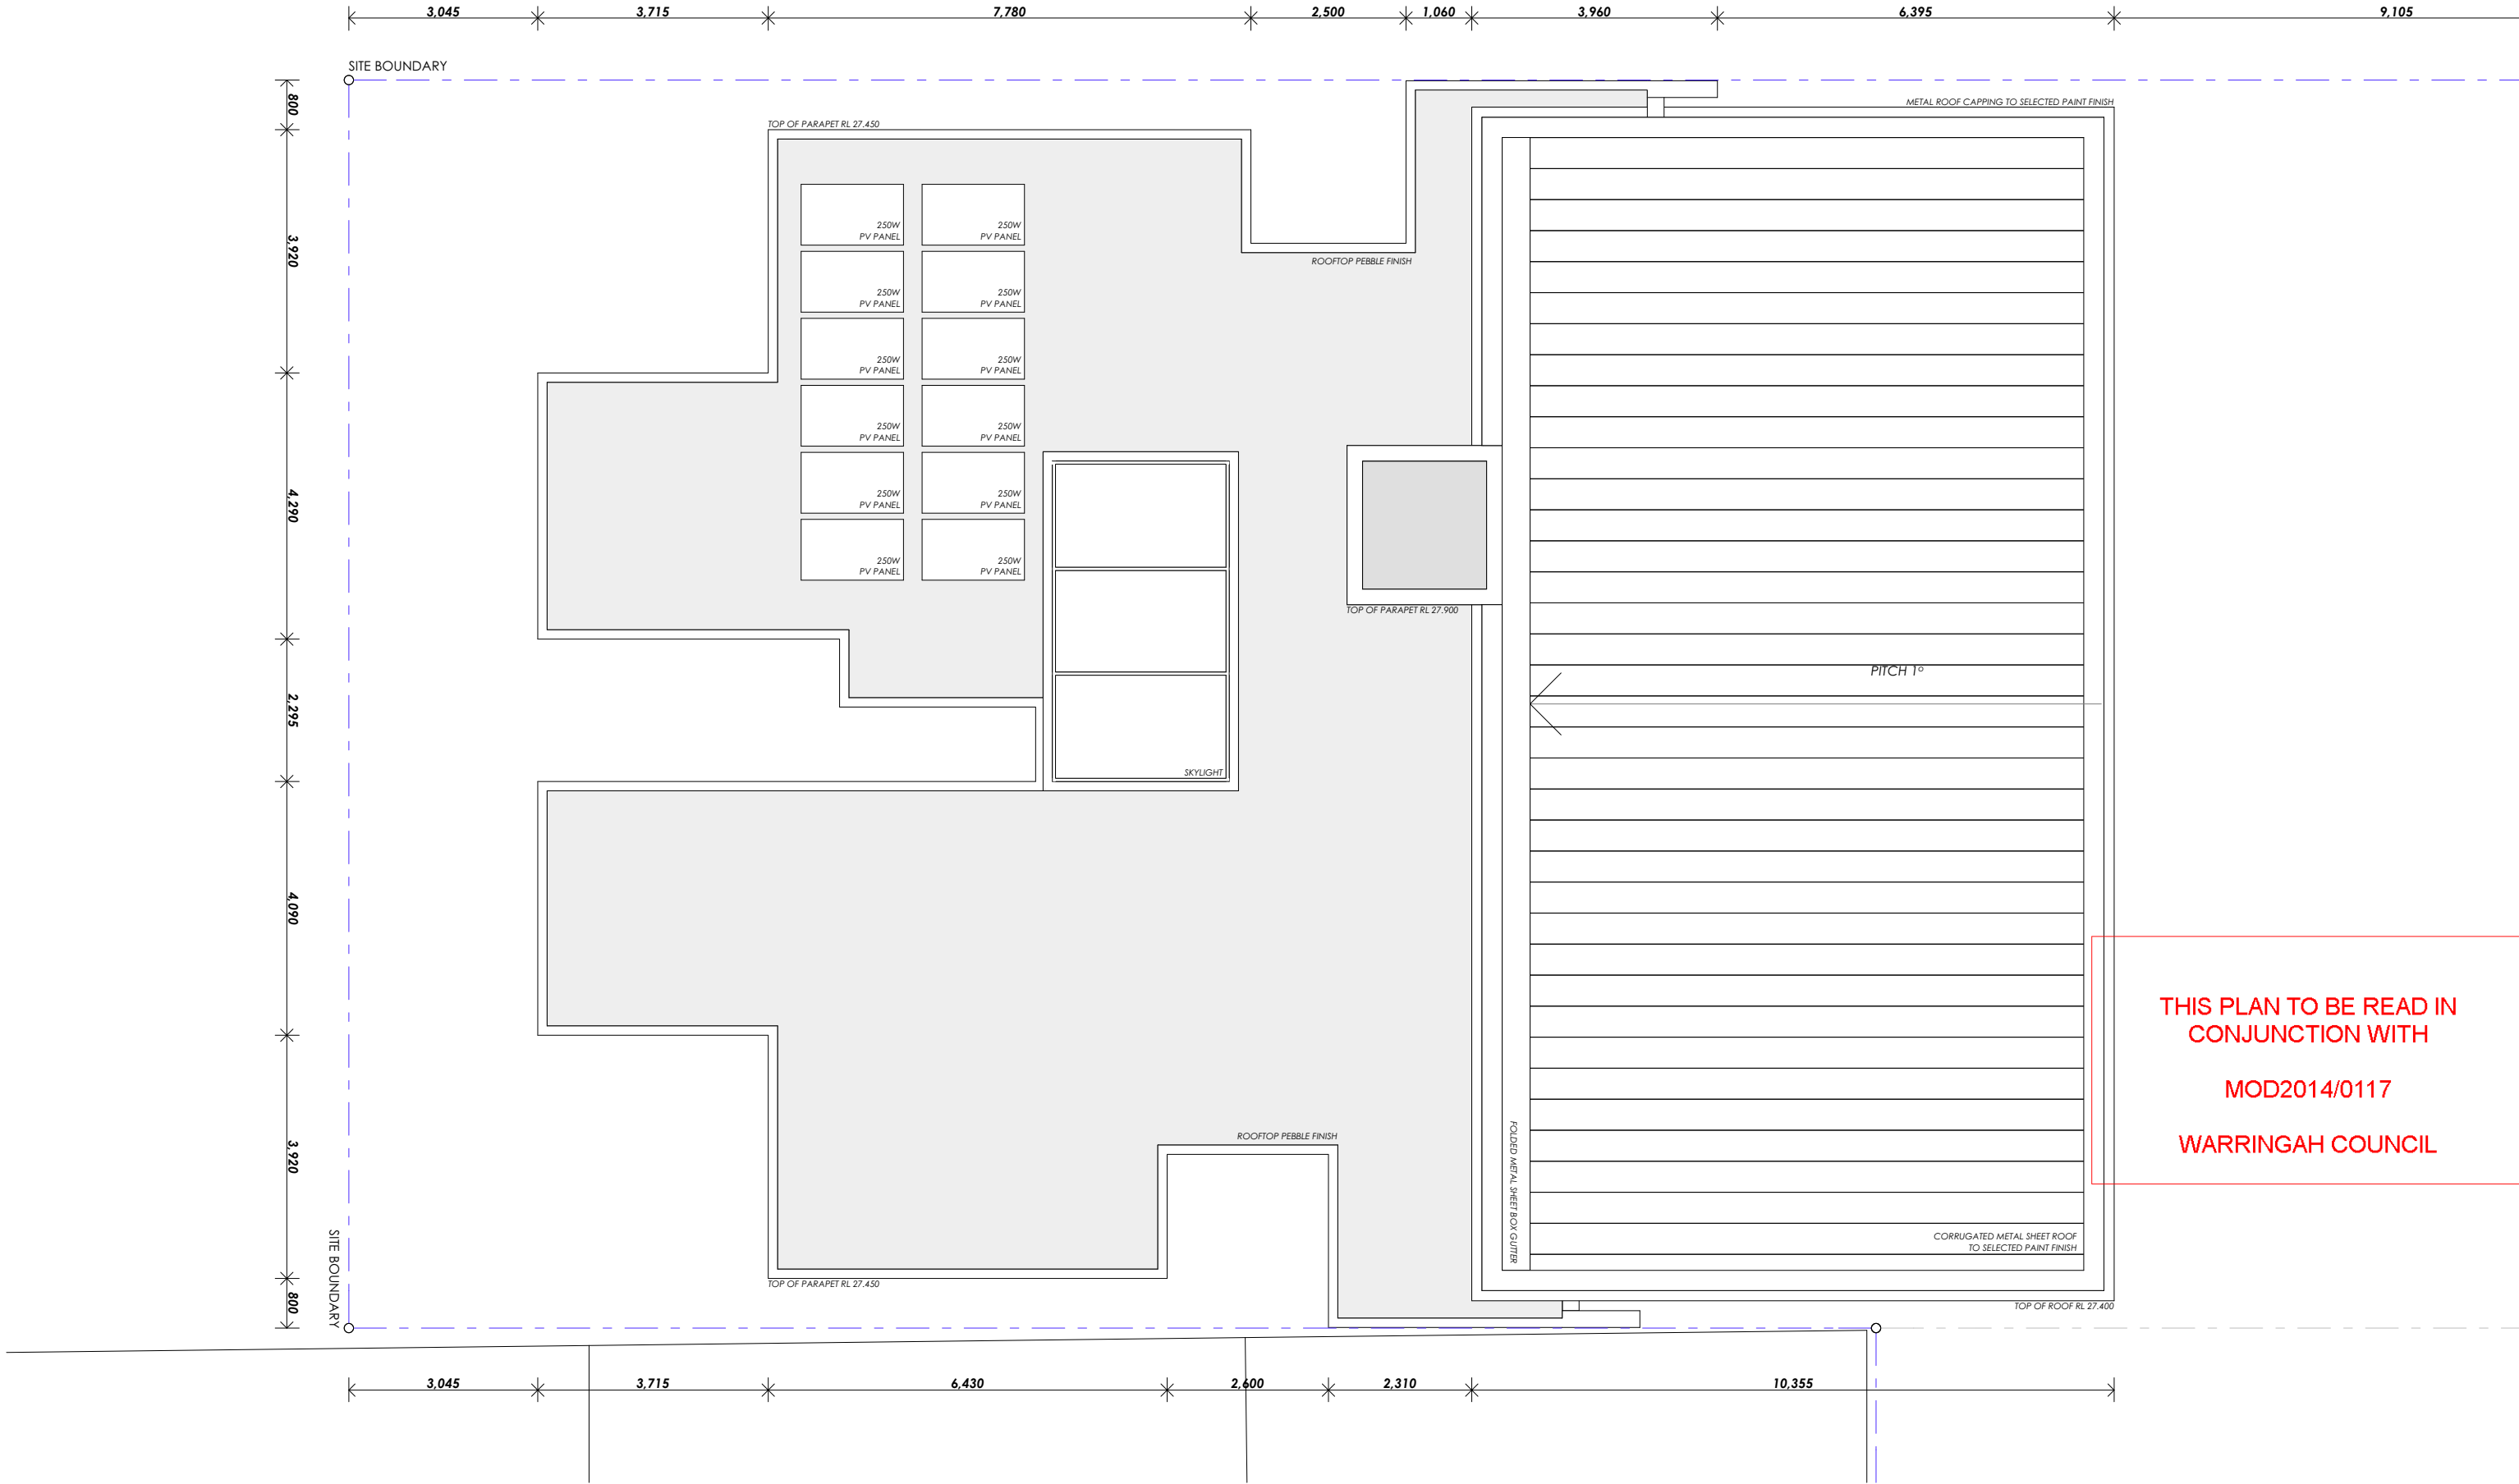 3,045
3,715
7,780
2,500
1,060
3,960
6,395
9,105
SITE BOUNDARY
800
3,920
4,290
2,295
4,090
3,920
800
SITE BOUNDARY
TOP OF PARAPET RL 27.450
METAL ROOF CAPPING TO SELECTED PAINT FINISH
250W
PV PANEL
250W
PV PANEL
ROOFTOP PEBBLE FINISH
250W
PV PANEL
250W
PV PANEL
250W
PV PANEL
250W
PV PANEL
250W
PV PANEL
250W
PV PANEL
250W
PV PANEL
250W
PV PANEL
250W
PV PANEL
250W
PV PANEL
TOP OF PARAPET RL 27.900
PITCH 1º
SKYLIGHT
THIS PLAN TO BE READ IN
CONJUNCTION WITH
MOD2014/0117
WARRINGAH COUNCIL
ROOFTOP PEBBLE FINISH
FOLDED METAL SHEET BOX GUTTER
CORRUGATED METAL SHEET ROOF
TO SELECTED PAINT FINISH
TOP OF PARAPET RL 27.450
TOP OF ROOF RL 27.400
3,045
3,715
6,430
2,600
2,310
10,355